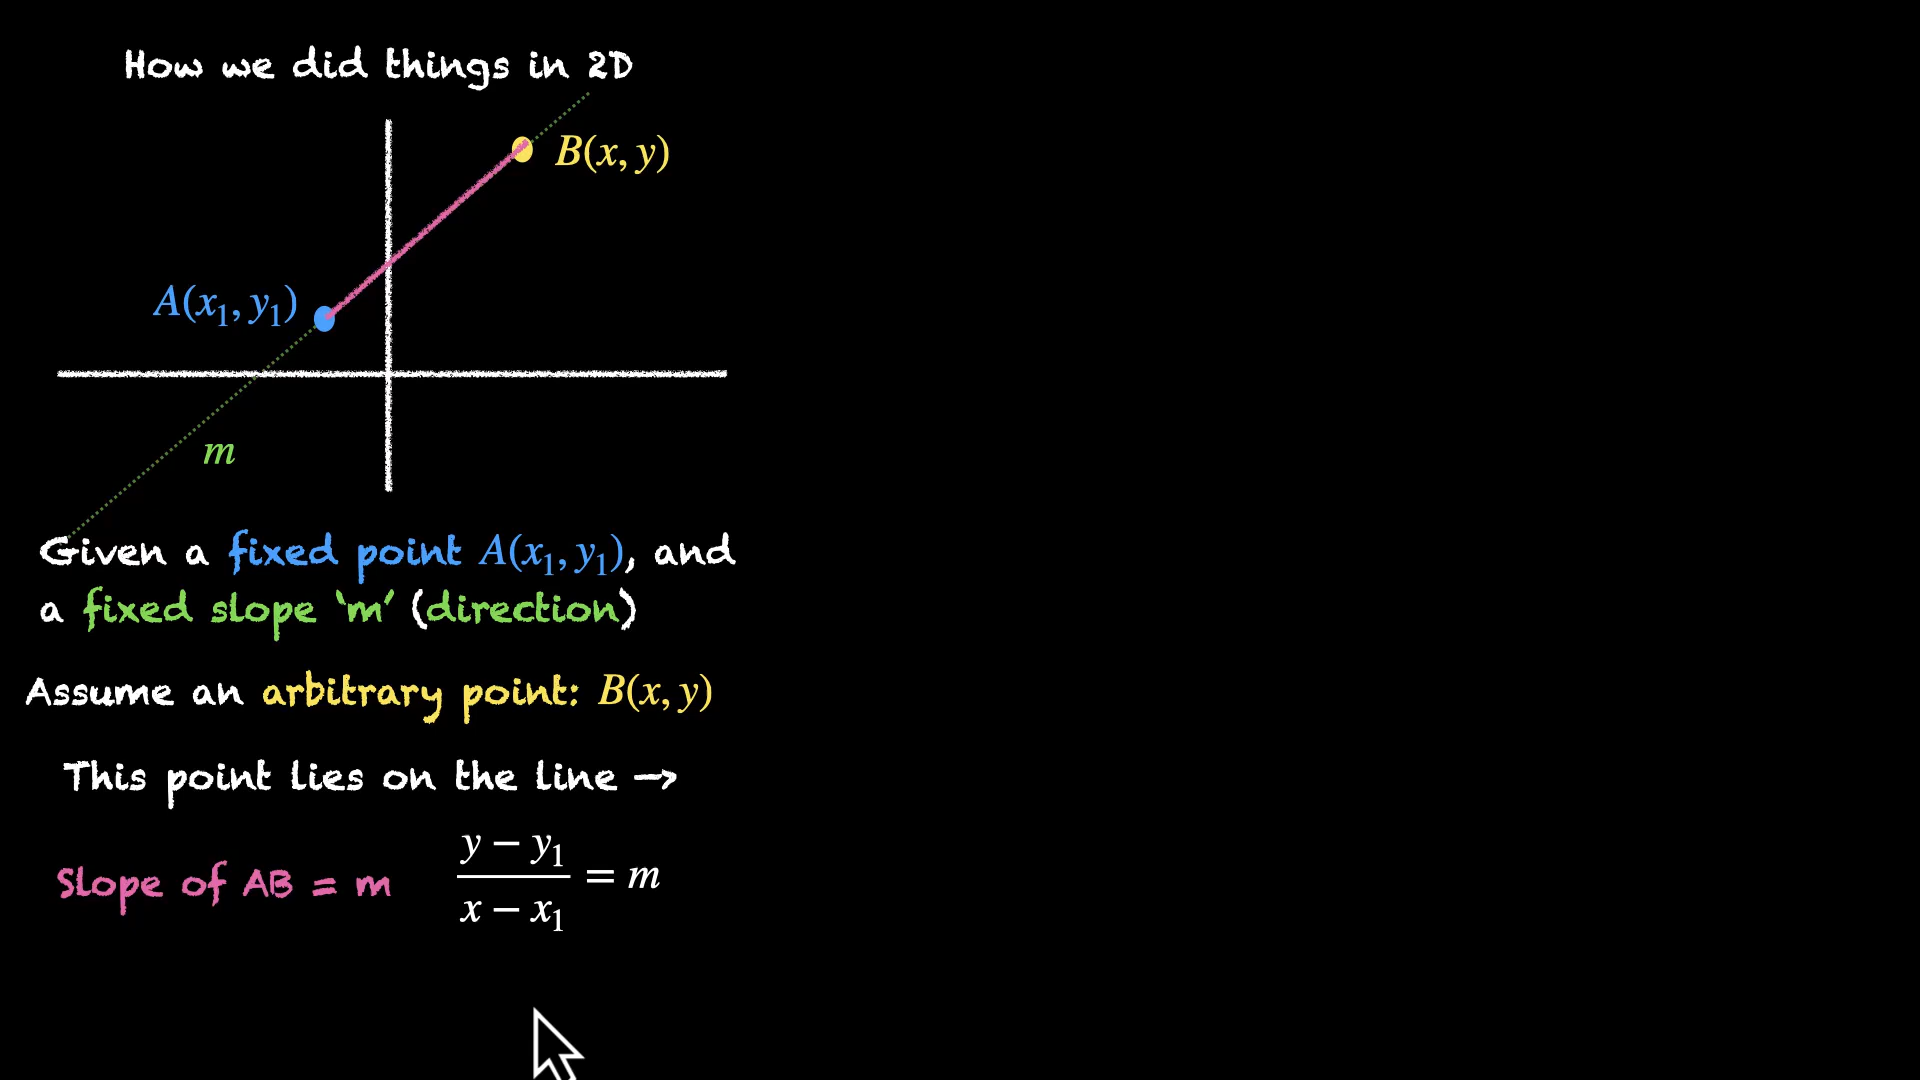 How we did things in 2D
B(x, y)
A(x₁, y₁)
m
Given a fixed point A(x₁, y₁), and
a fixed slope ‘m’ (direction)
Assume an arbitrary point: B(x, y)
This point lies on the line →
Slope of AB = m
y − y₁
x − x₁
= m